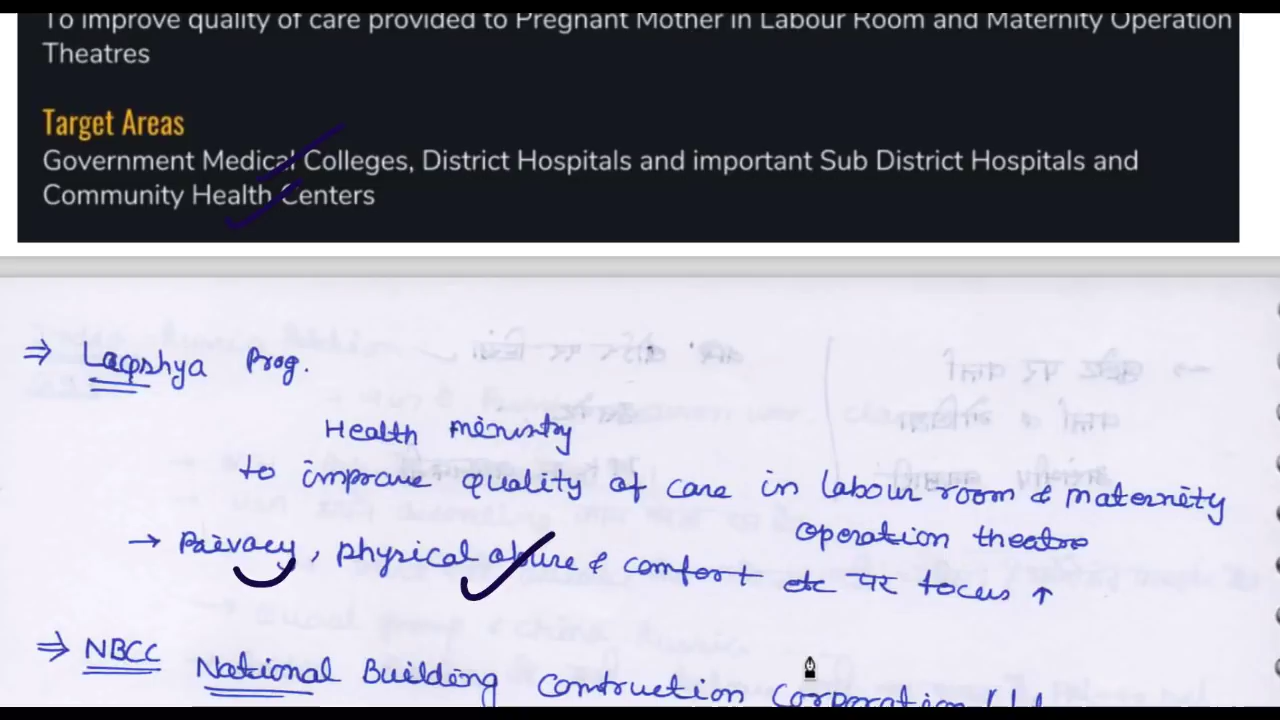 To improve quality of care provided to Pregnant Mother in Labour Room and Maternity Operation
Theatres
Target Areas
Government Medical Colleges, District Hospitals and important Sub District Hospitals and
Community Health Centers
⇒ Laqshya Prog.
Health ministry
to improve quality of care in labour room & maternity
operation theatre
→ Privacy, physical abuse & comfort etc पर focus ↑
⇒ NBCC National Building Contruction Corporation